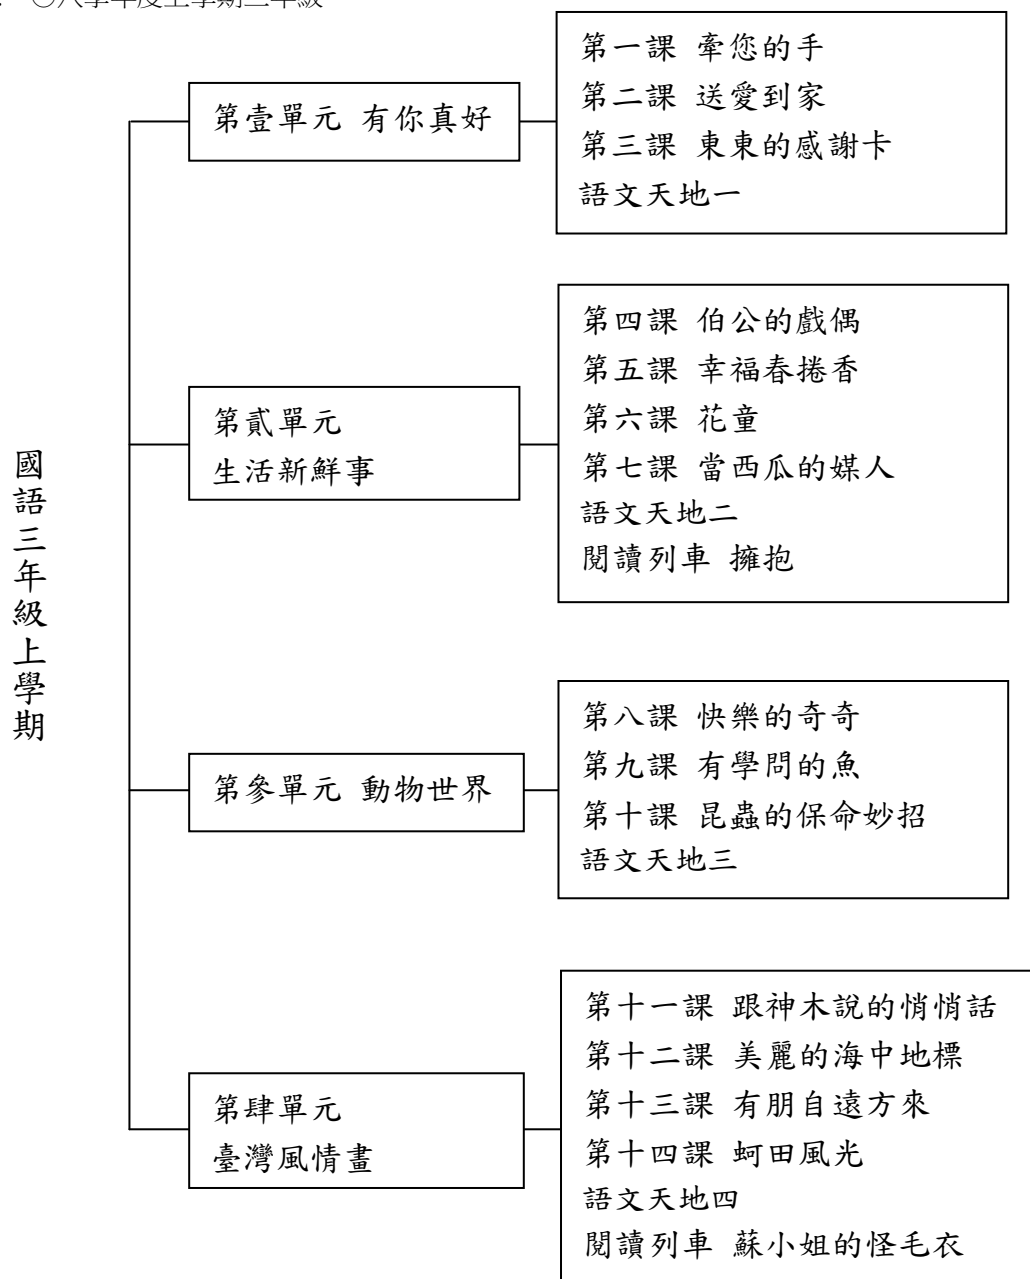 ○八學年度上學期三年級
國語三年級上學期
第壹單元 有你真好
第一課 牽您的手
第二課 送愛到家
第三課 東東的感謝卡
語文天地一
第貳單元
生活新鮮事
第四課 伯公的戲偶
第五課 幸福春捲香
第六課 花童
第七課 當西瓜的媒人
語文天地二
閱讀列車 擁抱
第參單元 動物世界
第八課 快樂的奇奇
第九課 有學問的魚
第十課 昆蟲的保命妙招
語文天地三
第肆單元
臺灣風情畫
第十一課 跟神木說的悄悄話
第十二課 美麗的海中地標
第十三課 有朋自遠方來
第十四課 蚵田風光
語文天地四
閱讀列車 蘇小姐的怪毛衣